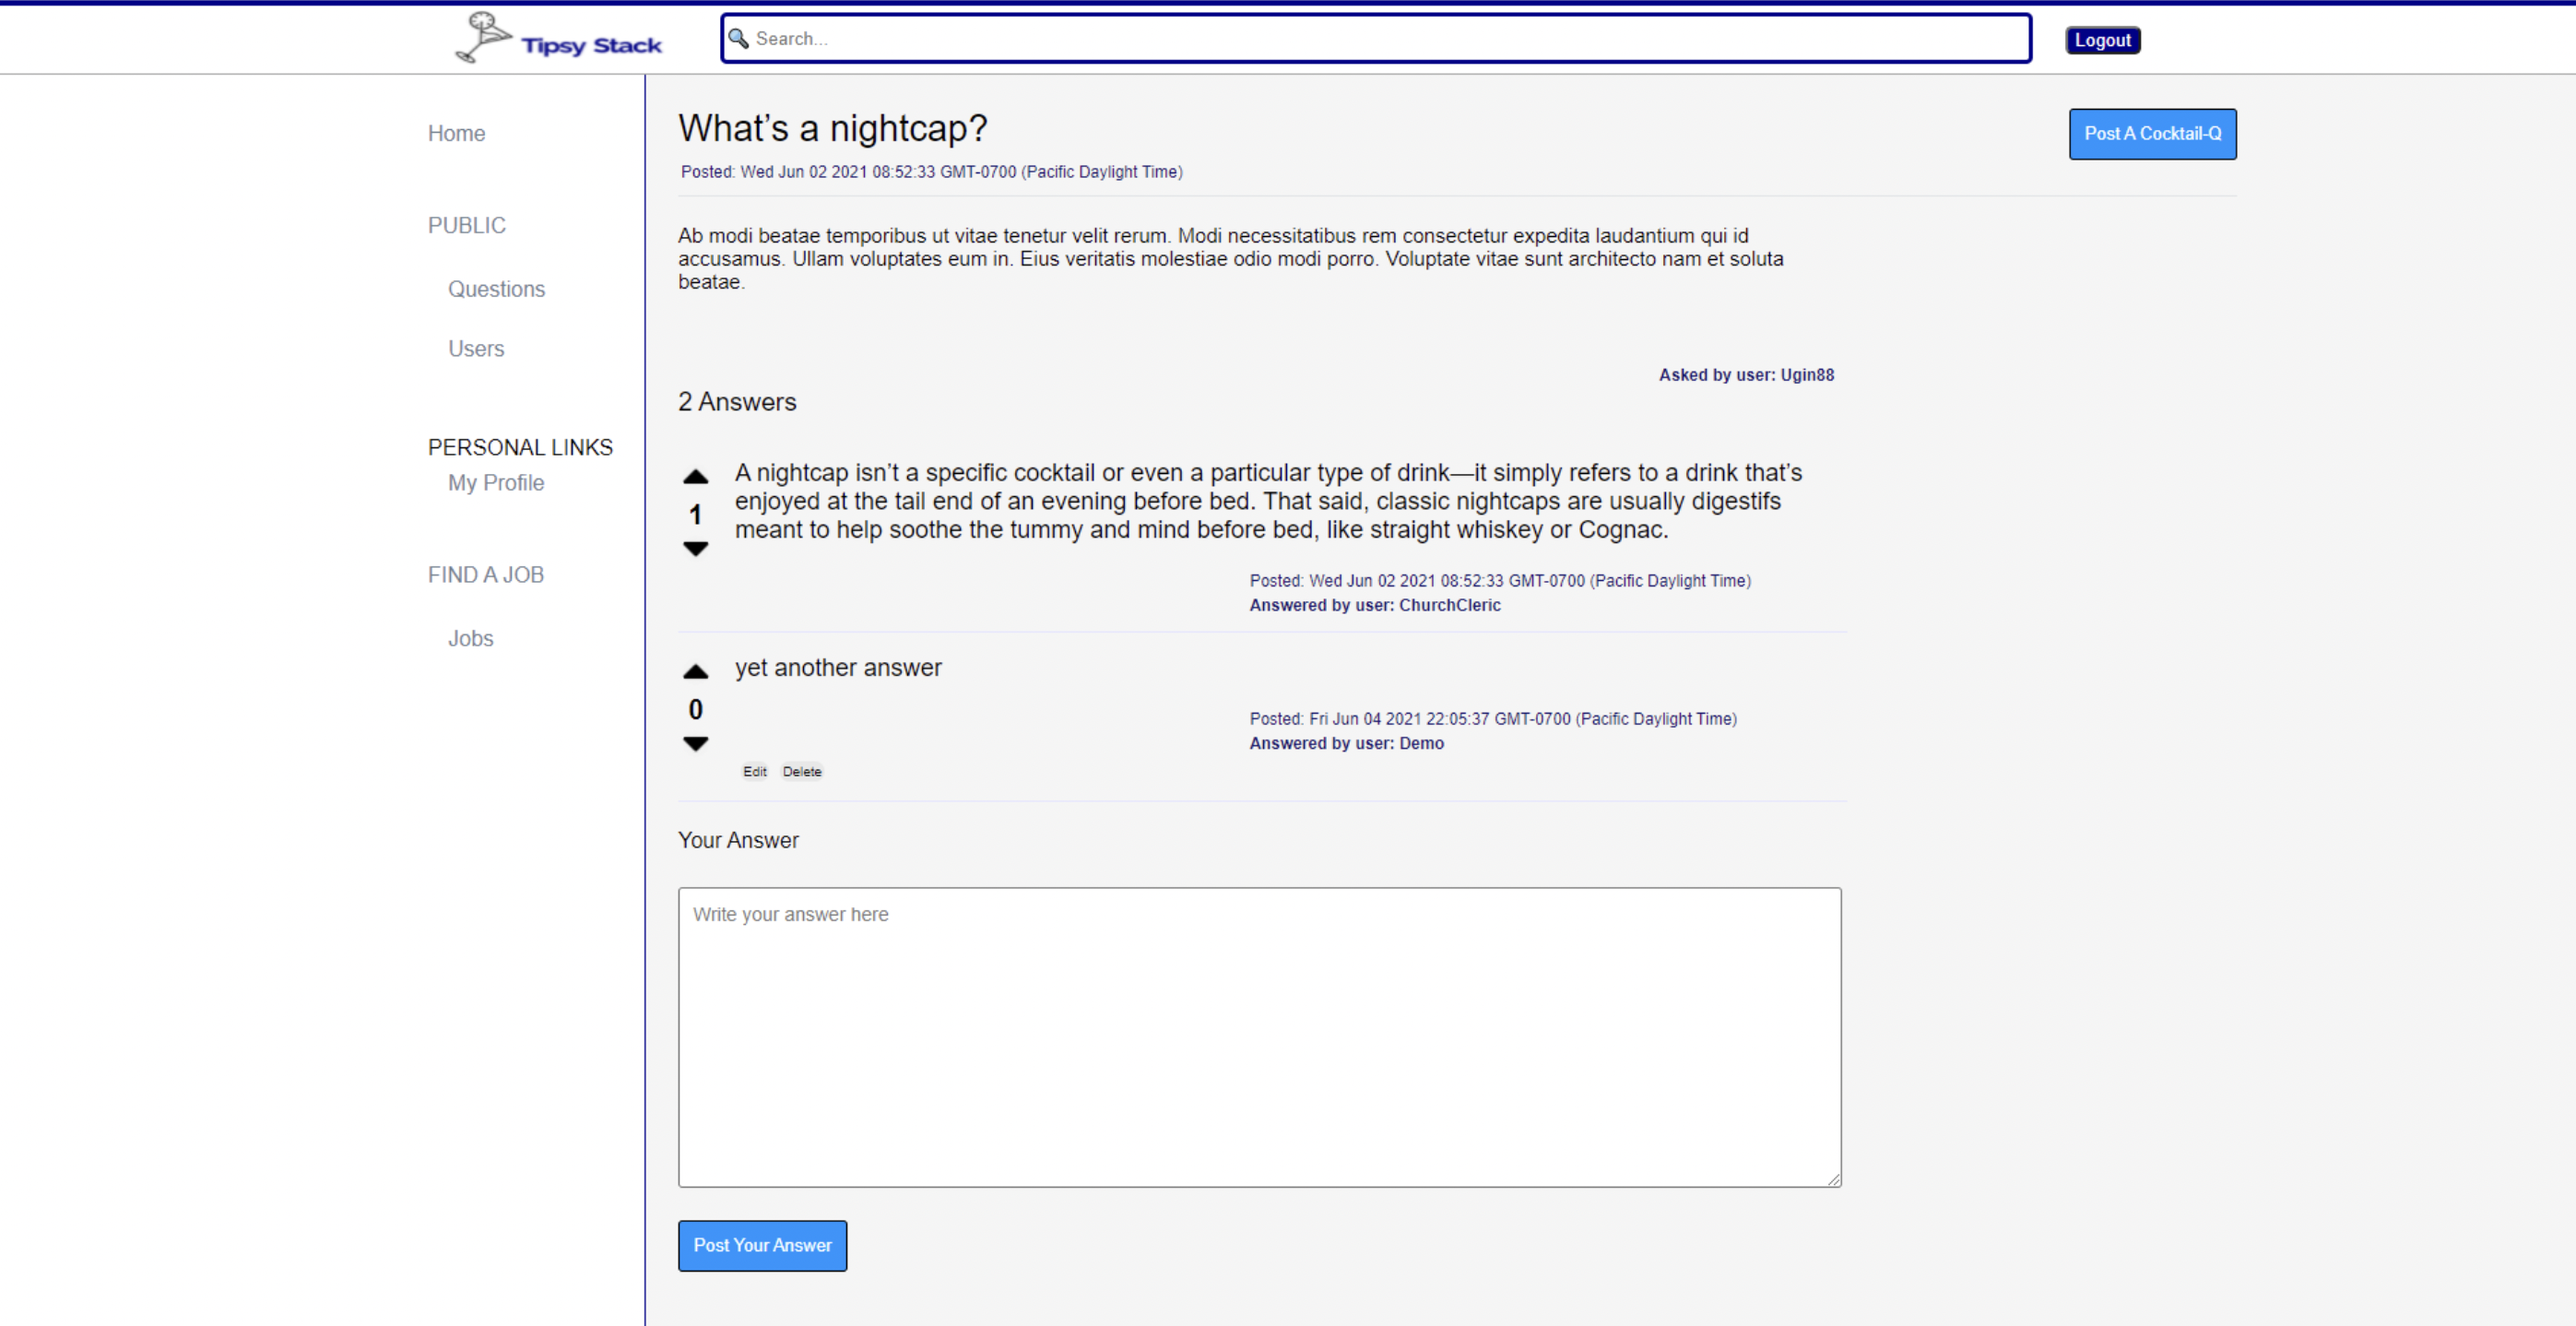 Tipsy Stack
Search...
Logout
Home
PUBLIC
Questions
Users
PERSONAL LINKS
My Profile
FIND A JOB
Jobs
What’s a nightcap?
Post A Cocktail-Q
Posted: Wed Jun 02 2021 08:52:33 GMT-0700 (Pacific Daylight Time)
Ab modi beatae temporibus ut vitae tenetur velit rerum. Modi necessitatibus rem consectetur expedita laudantium qui id
accusamus. Ullam voluptates eum in. Eius veritatis molestiae odio modi porro. Voluptate vitae sunt architecto nam et soluta
beatae.
Asked by user: Ugin88
2 Answers
A nightcap isn’t a specific cocktail or even a particular type of drink—it simply refers to a drink that’s
enjoyed at the tail end of an evening before bed. That said, classic nightcaps are usually digestifs
meant to help soothe the tummy and mind before bed, like straight whiskey or Cognac.
1
Posted: Wed Jun 02 2021 08:52:33 GMT-0700 (Pacific Daylight Time)
Answered by user: ChurchCleric
yet another answer
0
Posted: Fri Jun 04 2021 22:05:37 GMT-0700 (Pacific Daylight Time)
Answered by user: Demo
Edit Delete
Your Answer
Write your answer here
Post Your Answer